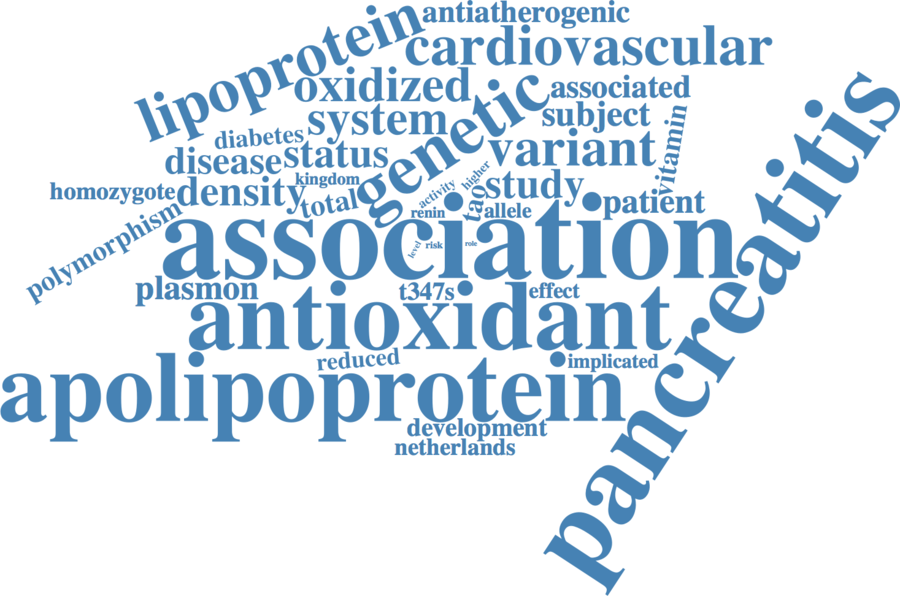 antiatherogenic
lipoprotein
cardiovascular
oxidized
genetic
associated
system
subject
diabetes
variant
vitamin
disease
status
pancreatitis
kingdom
higher
activity
homozygote
density
total
study
tao
patient
renin
allele
polymorphism
association
level
risk
role
plasmon
t347s
effect
antioxidant
reduced
implicated
apolipoprotein
development
netherlands